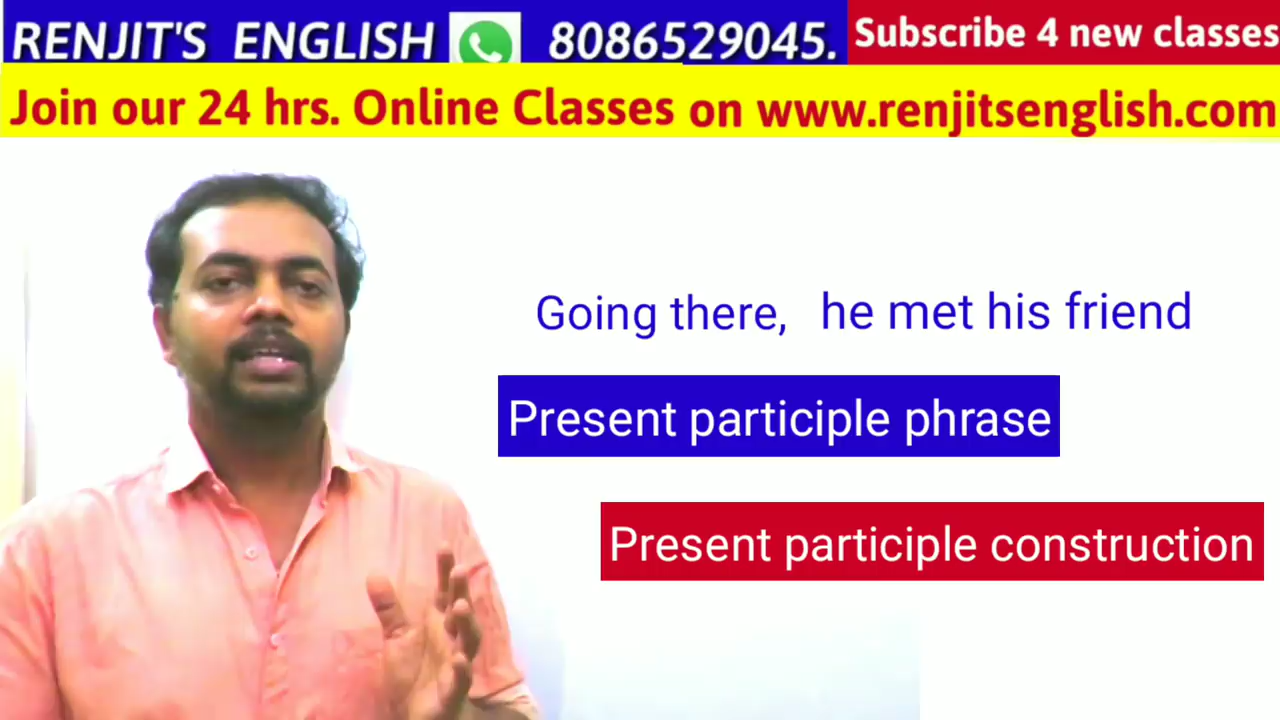 RENJIT'S ENGLISH 8086529045. Subscribe 4 new classes
Join our 24 hrs. Online Classes on www.renjitsenglish.com
Going there, he met his friend
Present participle phrase
Present participle construction